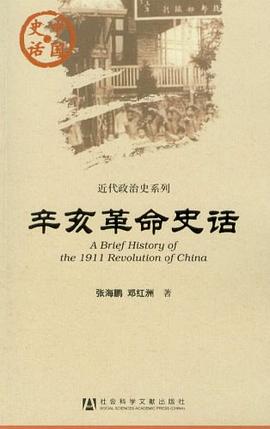 中国
史话
近代政治史系列
辛亥革命史话
A Brief History of
the 1911 Revolution of China
张海鹏 邓红洲 著
社会科学文献出版社
SOCIAL SCIENCES ACADEMIC PRESS (CHINA)